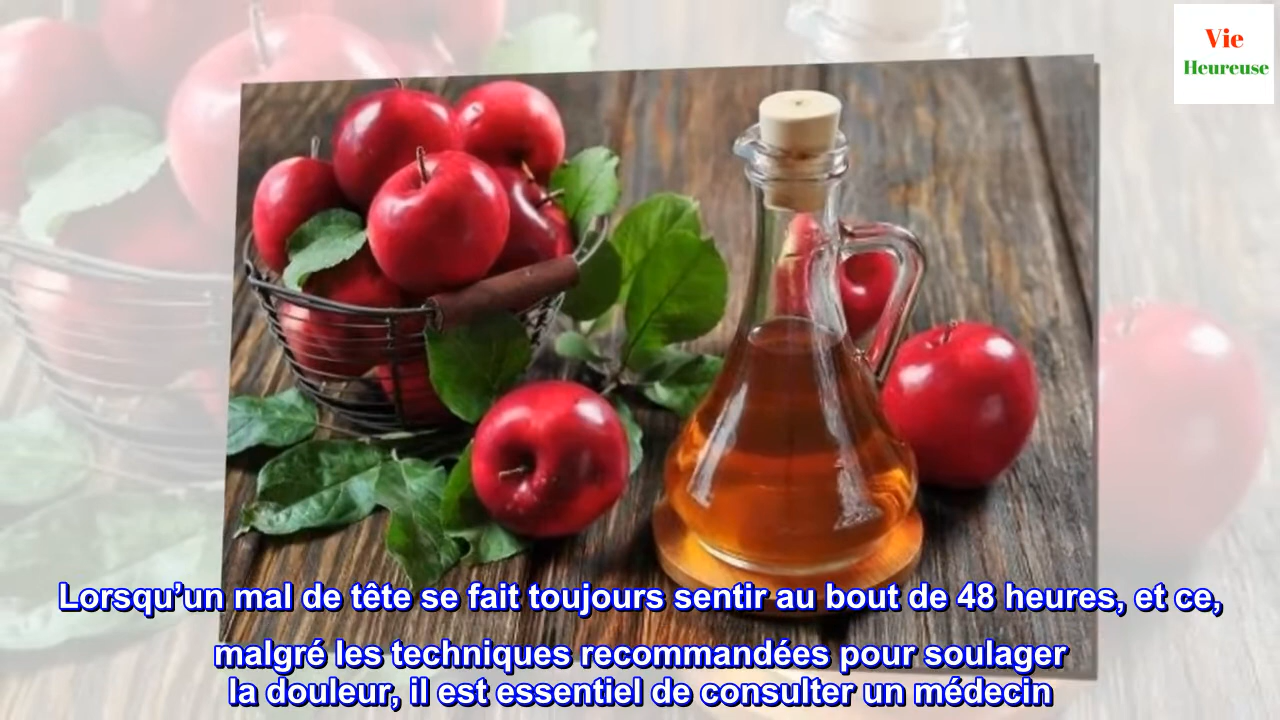 Vie
Heureuse
Lorsqu’un mal de tête se fait toujours sentir au bout de 48 heures, et ce,
malgré les techniques recommandées pour soulager
la douleur, il est essentiel de consulter un médecin